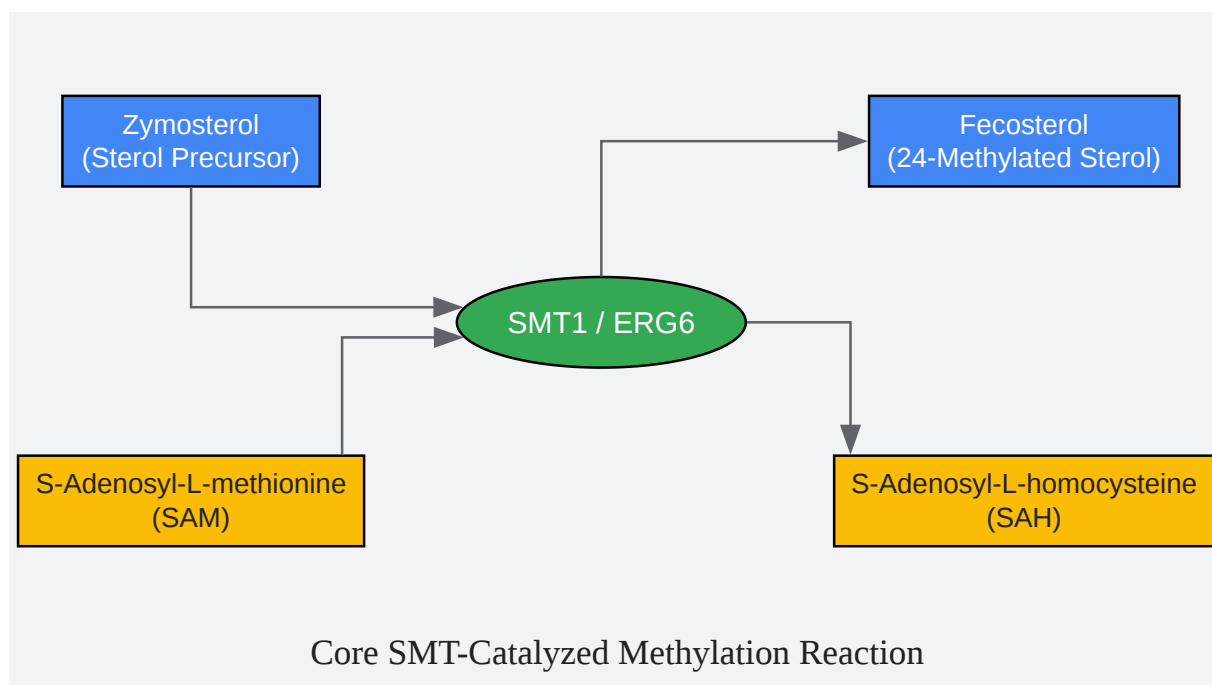 Zymosterol
(Sterol Precursor)
Fecosterol
(24-Methylated Sterol)
SMT1 / ERG6
S-Adenosyl-L-methionine
(SAM)
S-Adenosyl-L-homocysteine
(SAH)
Core SMT-Catalyzed Methylation Reaction